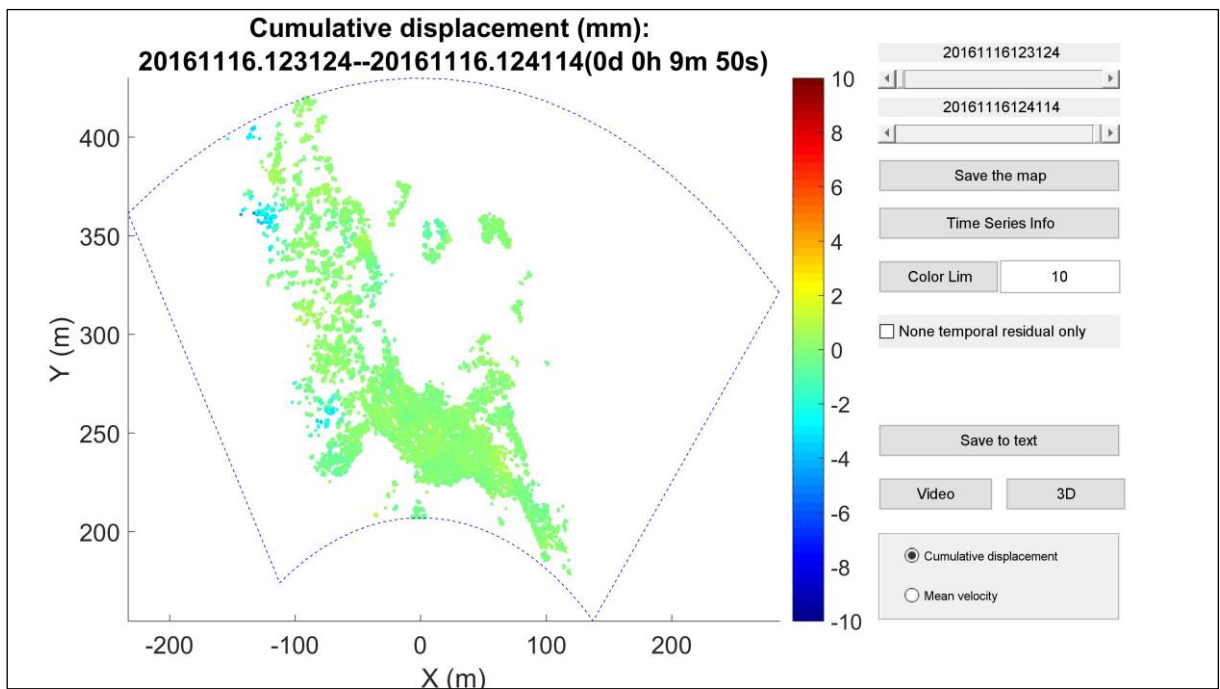 Cumulative displacement (mm):
20161116.123124--20161116.124114(0d 0h 9m 50s)
400
350
300
250
200
Y (m)
-200
-100
0
100
200
X (m)
10
8
6
4
2
0
-2
-4
-6
-8
-10
20161116123124
20161116124114
Save the map
Time Series Info
Color Lim
10
None temporal residual only
Save to text
Video
3D
Cumulative displacement
Mean velocity